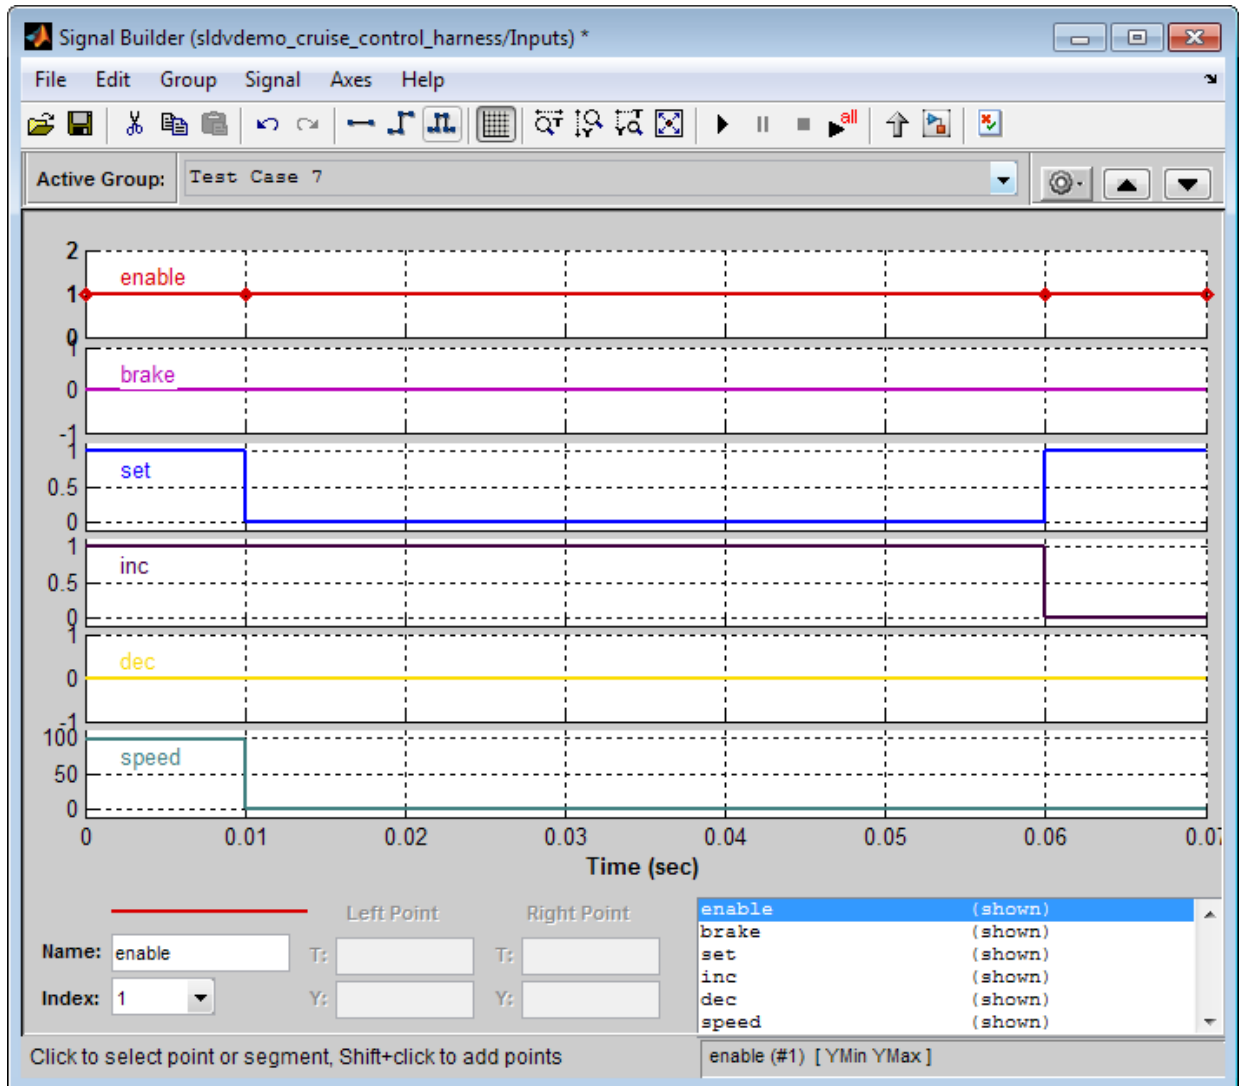 Signal Builder (sldvdemo_cruise_control_harness/Inputs) *
File Edit Group Signal Axes Help
all
Active Group: Test Case 7
2
1
0
enable
1
0
-1
brake
1
0.5
0
set
1
0.5
0
inc
1
0
-1
dec
100
50
0
speed
0 0.01 0.02 0.03 0.04 0.05 0.06 0.07
Time (sec)
Left Point Right Point
Name: enable T: T:
Index: 1 Y: Y:
enable (shown)
brake (shown)
set (shown)
inc (shown)
dec (shown)
speed (shown)
Click to select point or segment, Shift+click to add points
enable (#1) [ YMin YMax ]